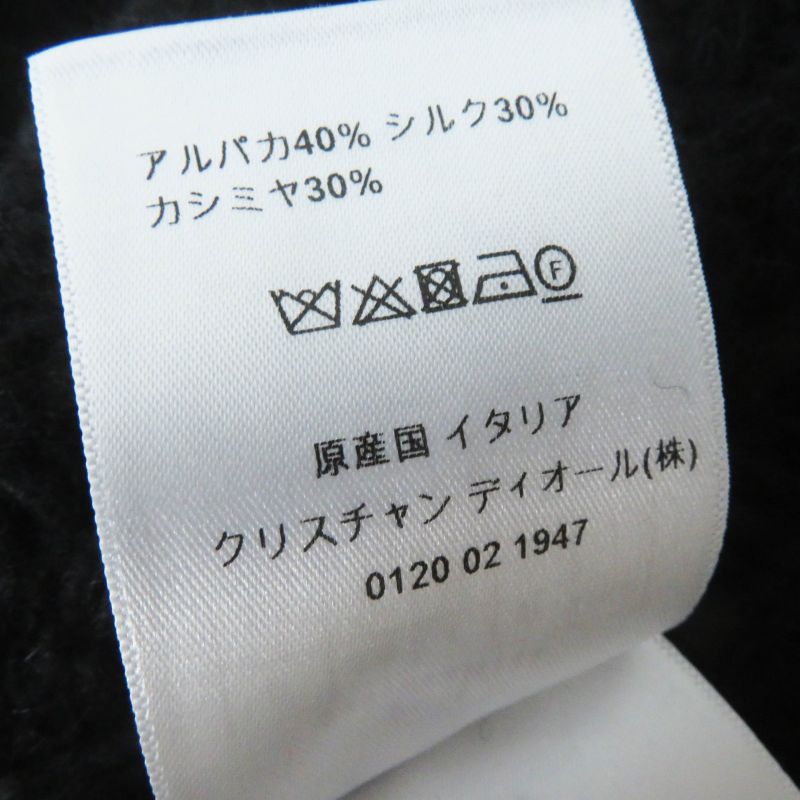 アルパカ40% シルク30%
カシミヤ30%
F
原産国 イタリア
クリスチャン ディオール(株)
0120 02 1947